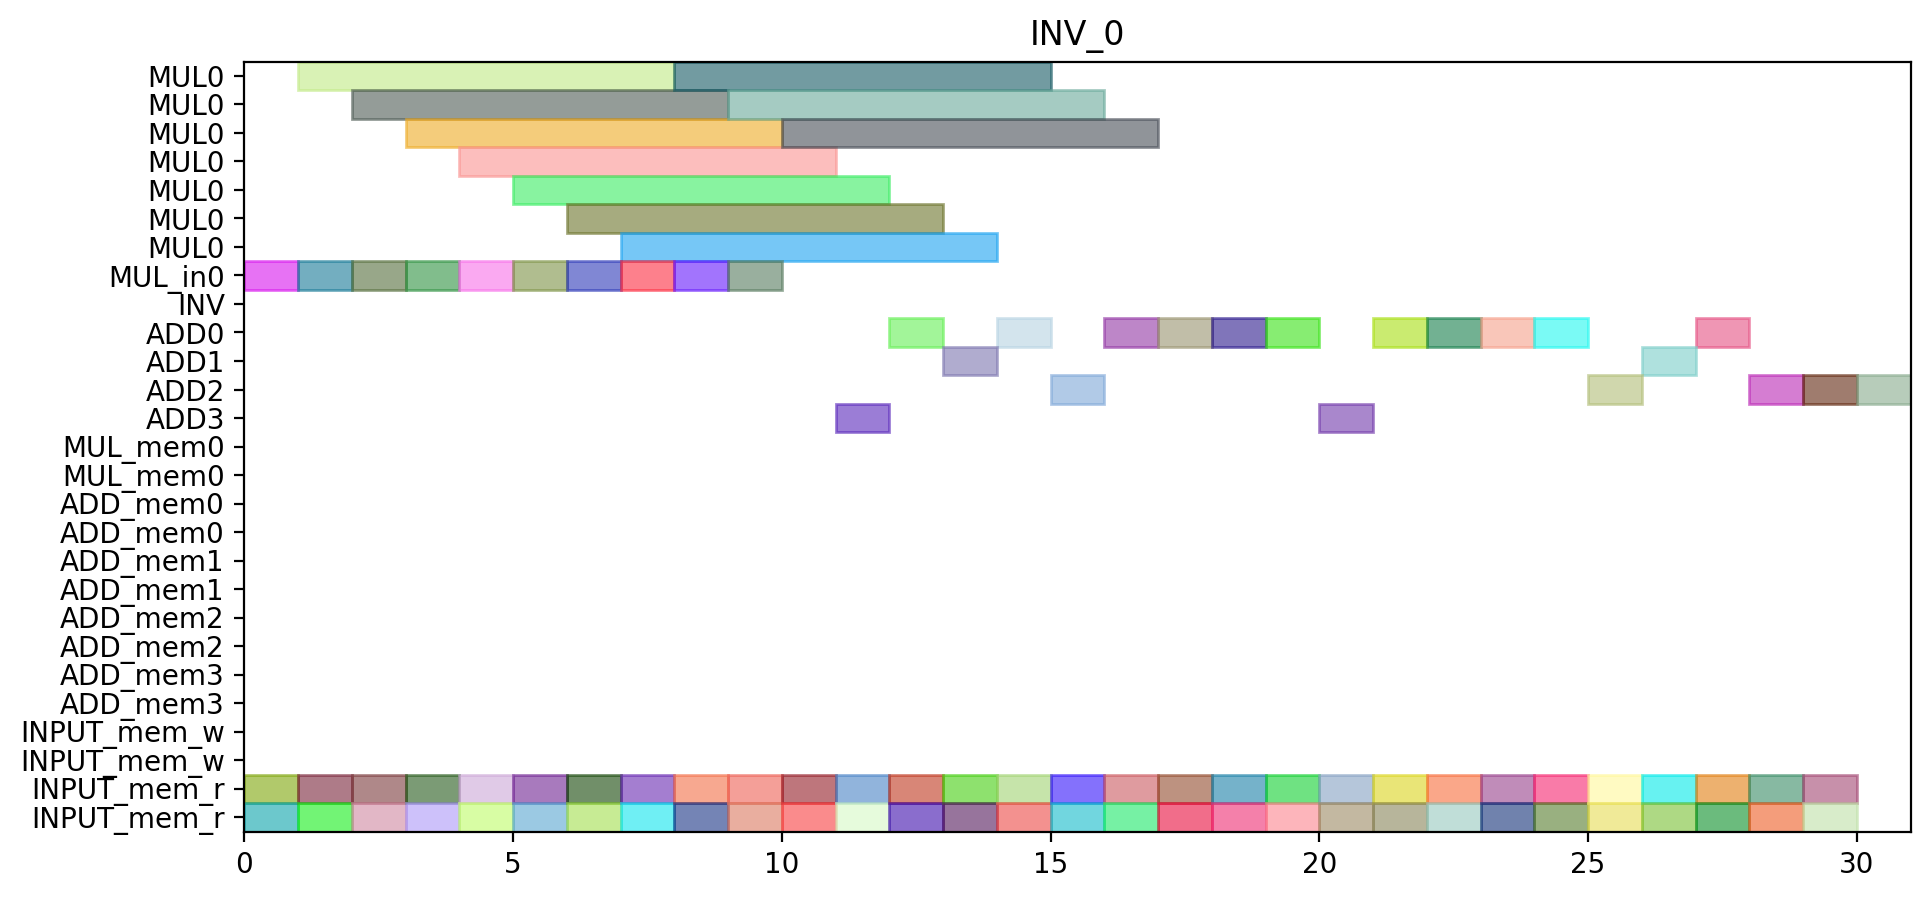 INV_0
MUL0
MUL0
MUL0
MUL0
MUL0
MUL0
MUL0
MUL_in0
INV
ADD0
ADD1
ADD2
ADD3
MUL_mem0
MUL_mem0
ADD_mem0
ADD_mem0
ADD_mem1
ADD_mem1
ADD_mem2
ADD_mem2
ADD_mem3
ADD_mem3
INPUT_mem_w
INPUT_mem_w
INPUT_mem_r
INPUT_mem_r
0 5 10 15 20 25 30